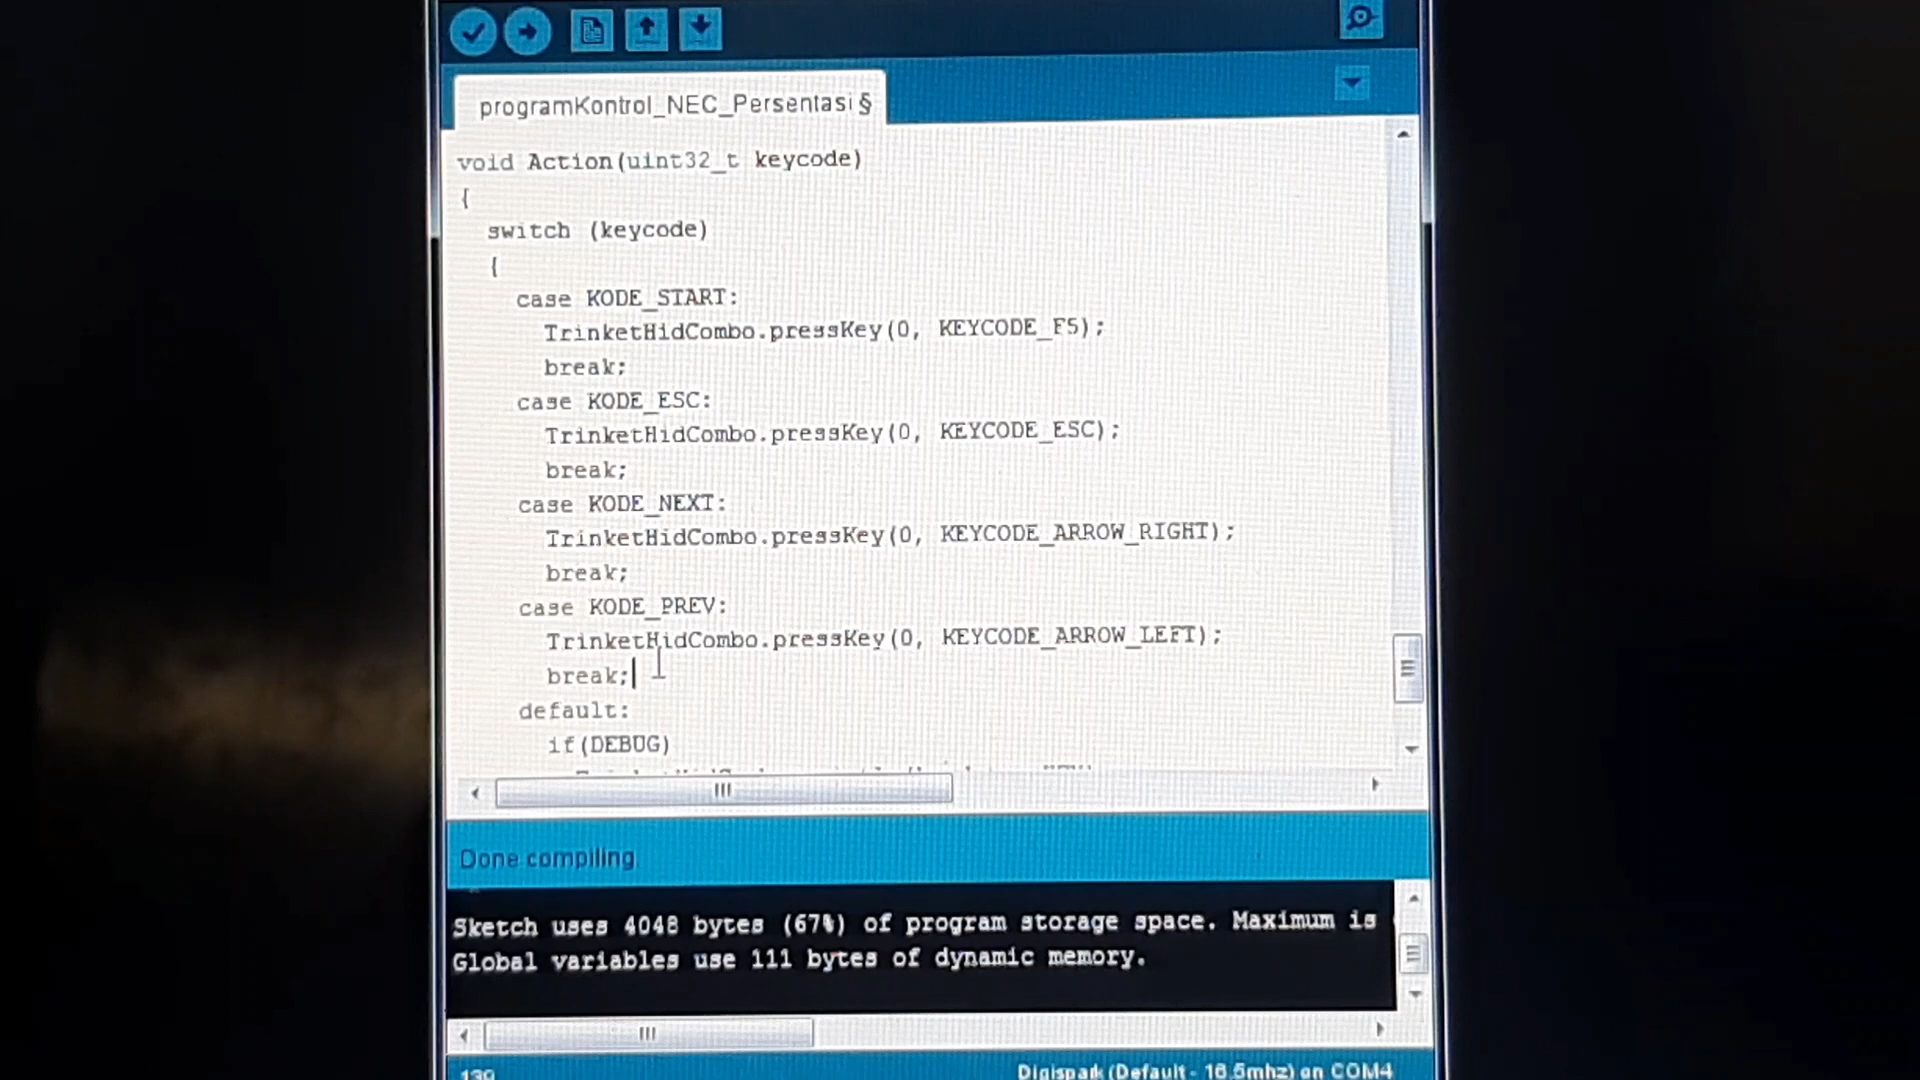 programKontrol_NEC_Persentasi §
void Action(uint32_t keycode)
{
switch (keycode)
{
case KODE_START:
TrinketHidCombo.pressKey(0, KEYCODE_F5);
break;
case KODE_ESC:
TrinketHidCombo.pressKey(0, KEYCODE_ESC);
break;
case KODE_NEXT:
TrinketHidCombo.pressKey(0, KEYCODE_ARROW_RIGHT);
break;
case KODE_PREV:
TrinketHidCombo.pressKey(0, KEYCODE_ARROW_LEFT);
break;
default:
if(DEBUG)
Done compiling.
Sketch uses 4048 bytes (67%) of program storage space. Maximum is
Global variables use 111 bytes of dynamic memory.
139
Digispark (Default - 16.5mhz) on COM4